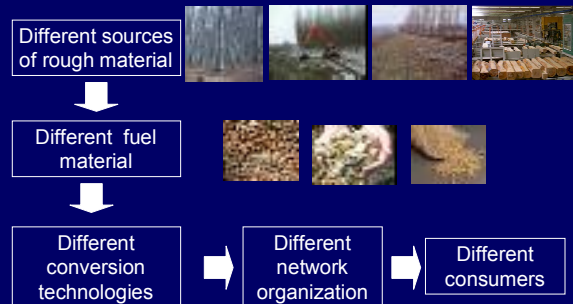 Different sources
of rough material
Different fuel
material
Different
conversion
technologies
Different
network
organization
Different
consumers